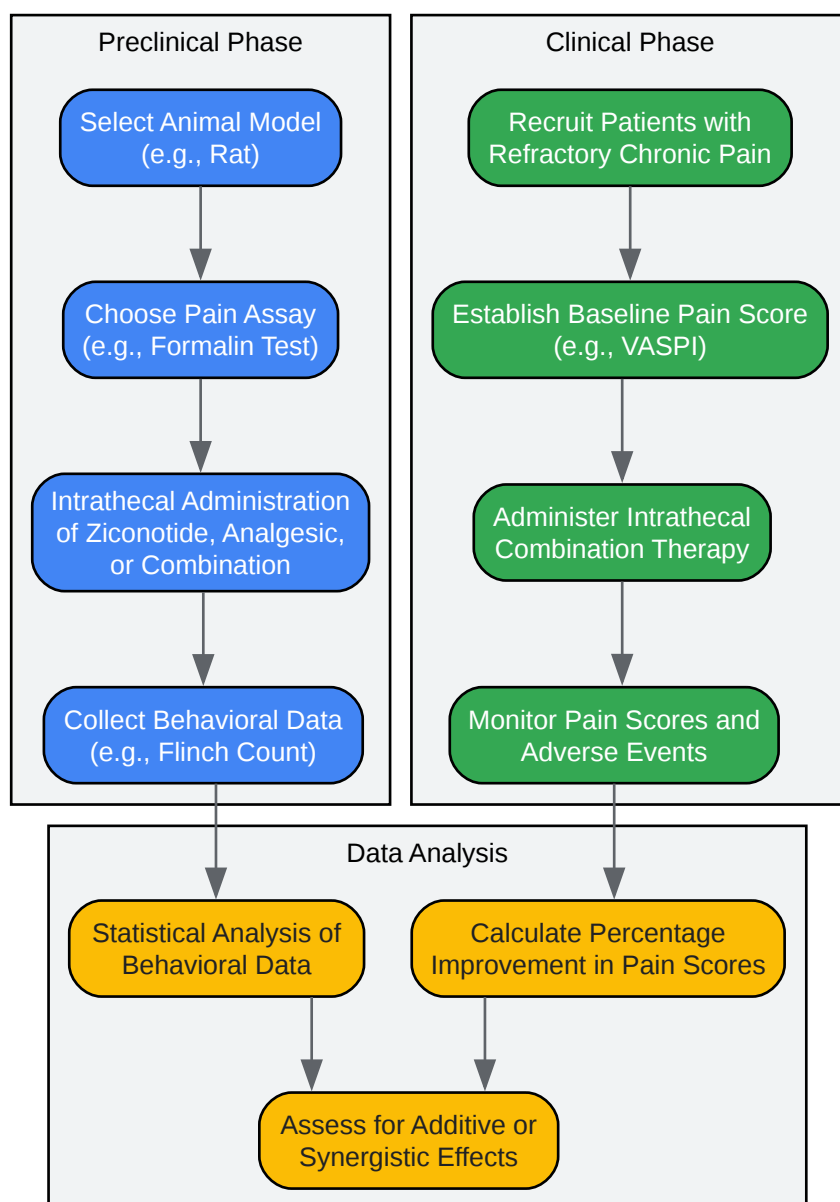 Preclinical Phase
Select Animal Model
(e.g., Rat)
Choose Pain Assay
(e.g., Formalin Test)
Intrathecal Administration
of Ziconotide, Analgesic,
or Combination
Collect Behavioral Data
(e.g., Flinch Count)
Clinical Phase
Recruit Patients with
Refractory Chronic Pain
Establish Baseline Pain Score
(e.g., VASPI)
Administer Intrathecal
Combination Therapy
Monitor Pain Scores and
Adverse Events
Data Analysis
Statistical Analysis of
Behavioral Data
Calculate Percentage
Improvement in Pain Scores
Assess for Additive or
Synergistic Effects